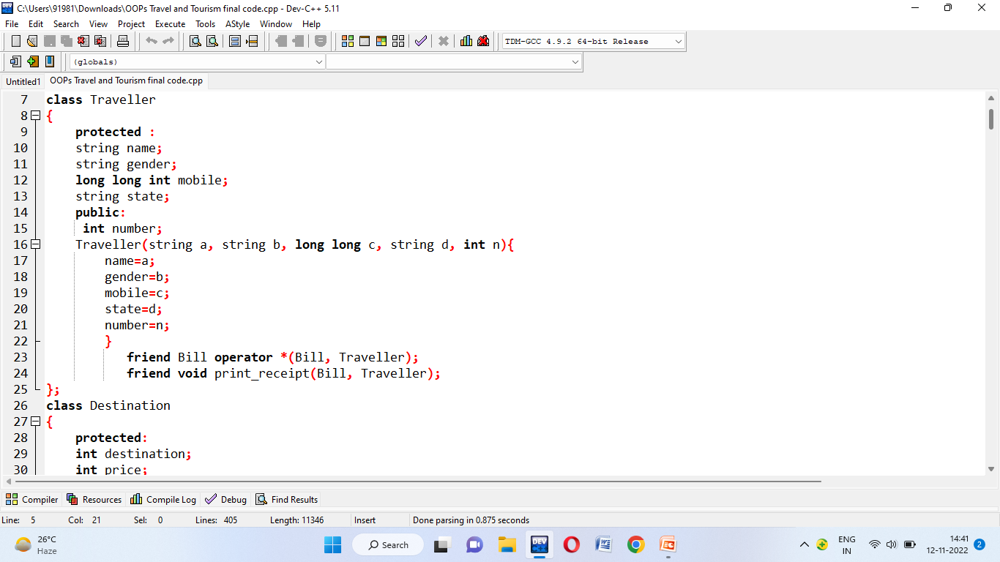 C:\Users\91981\Downloads\OOPs Travel and Tourism final code.cpp - Dev-C++ 5.11
File Edit Search View Project Execute Tools AStyle Window Help
TDM-GCC 4.9.2 64-bit Release
(globals)
Untitled1 OOPs Travel and Tourism final code.cpp
7 class Traveller
8 {
9 protected :
10 string name;
11 string gender;
12 long long int mobile;
13 string state;
14 public:
15 int number;
16 Traveller(string a, string b, long long c, string d, int n){
17 name=a;
18 gender=b;
19 mobile=c;
20 state=d;
21 number=n;
22 }
23 friend Bill operator *(Bill, Traveller);
24 friend void print_receipt(Bill, Traveller);
25 };
26 class Destination
27 {
28 protected:
29 int destination;
30 int price;
Compiler Resources Compile Log Debug Find Results
Line: 5 Col: 21 Sel: 0 Lines: 405 Length: 11346 Insert Done parsing in 0.875 seconds
26°C
Haze
Search
DEV
ENG
IN
14:41
12-11-2022
2